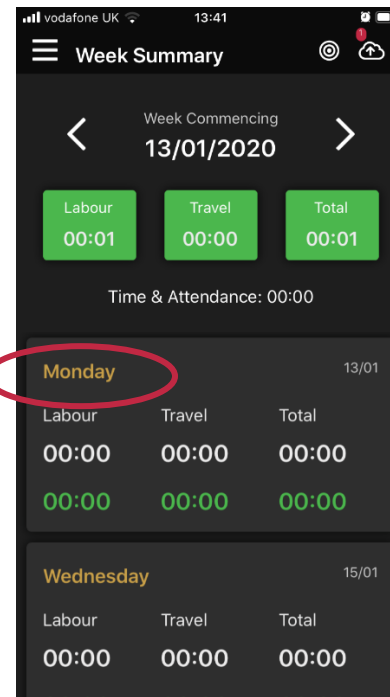 vodafone UK 13:41
Week Summary 1
Week Commencing
13/01/2020
Labour Travel Total
00:01 00:00 00:01
Time & Attendance: 00:00
Monday 13/01
Labour Travel Total
00:00 00:00 00:00
00:00 00:00 00:00
Wednesday 15/01
Labour Travel Total
00:00 00:00 00:00